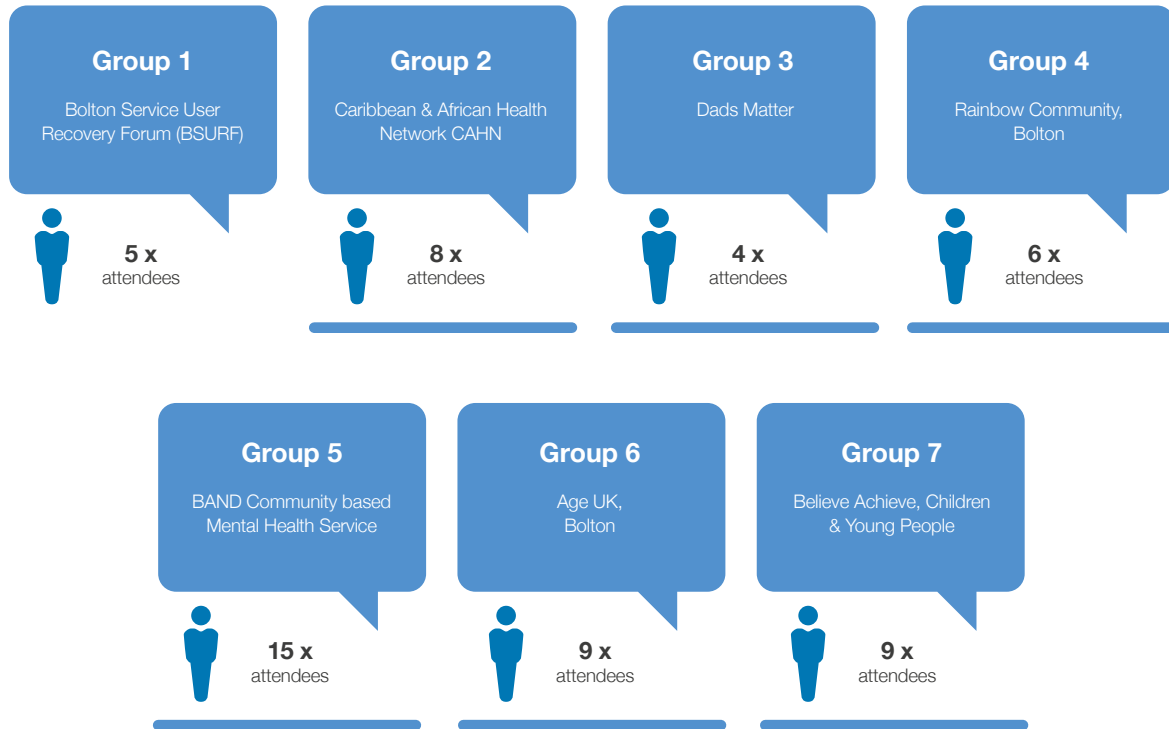 Group 1
Bolton Service User
Recovery Forum (BSURF)
5 x
attendees
Group 2
Caribbean & African Health
Network CAHN
8 x
attendees
Group 3
Dads Matter
4 x
attendees
Group 4
Rainbow Community,
Bolton
6 x
attendees
Group 5
BAND Community based
Mental Health Service
15 x
attendees
Group 6
Age UK,
Bolton
9 x
attendees
Group 7
Believe Achieve, Children
& Young People
9 x
attendees